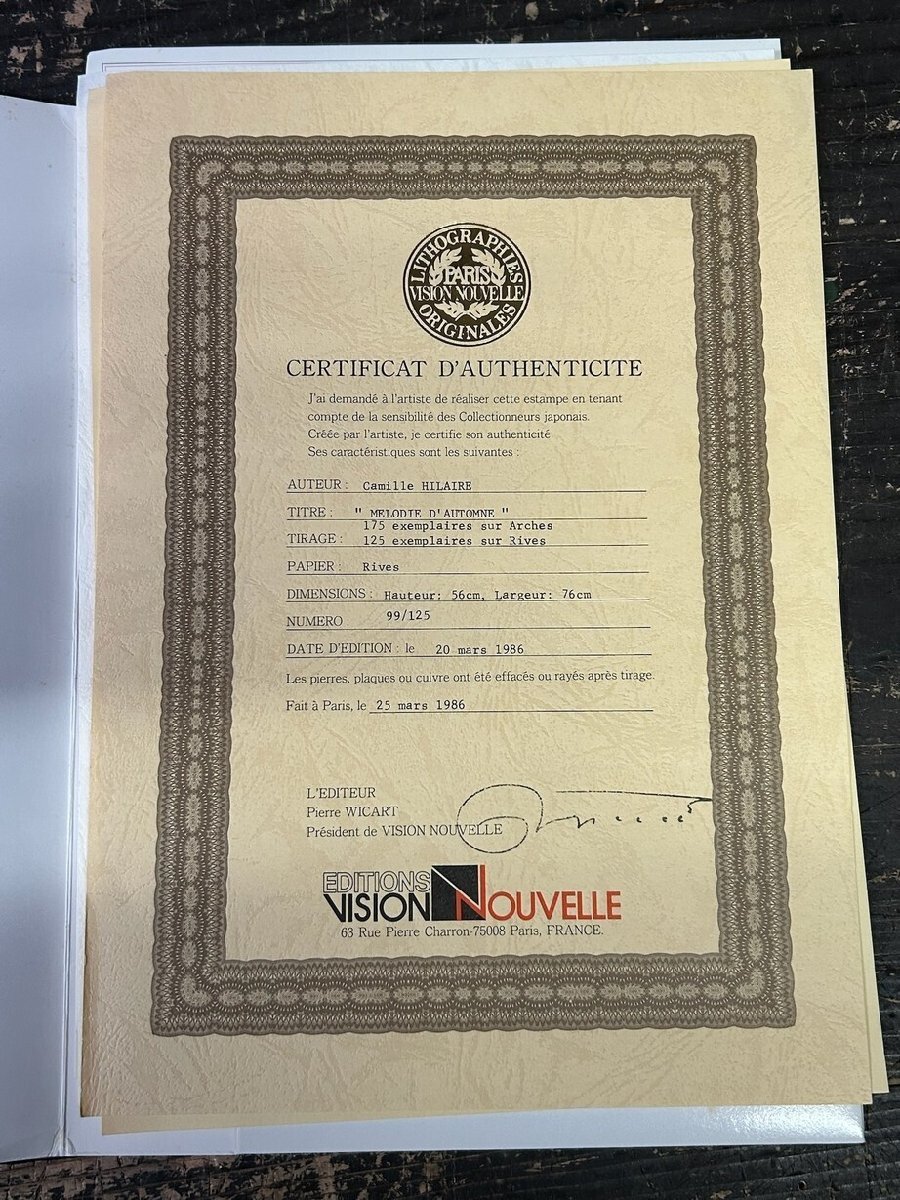 LITHOGRAPHIES
PARIS
VISION NOUVELLE
ORIGINALES
CERTIFICAT D'AUTHENTICITE
J'ai demandé à l'artiste de réaliser cette estampe en tenant
compte de la sensibilité des Collectionneurs japonais.
Créée par l'artiste, je certifie son authenticité
Ses caractéristiques sont les suivantes :
AUTEUR : Camille HILAIRE
TITRE : " MELODIE D'AUTOMNE "
175 exemplaires sur Arches
TIRAGE : 125 exemplaires sur Rives
PAPIER : Rives
DIMENSIONS : Hauteur: 56cm, Largeur: 76cm
NUMERO 99/125
DATE D'EDITION : le 20 mars 1986
Les pierres, plaques ou cuivre ont été effacés ou rayés après tirage.
Fait à Paris, le 25 mars 1986
L'EDITEUR
Pierre WICART
Président de VISION NOUVELLE
EDITIONS
VISION NOUVELLE
63 Rue Pierre Charron-75008 Paris, FRANCE.